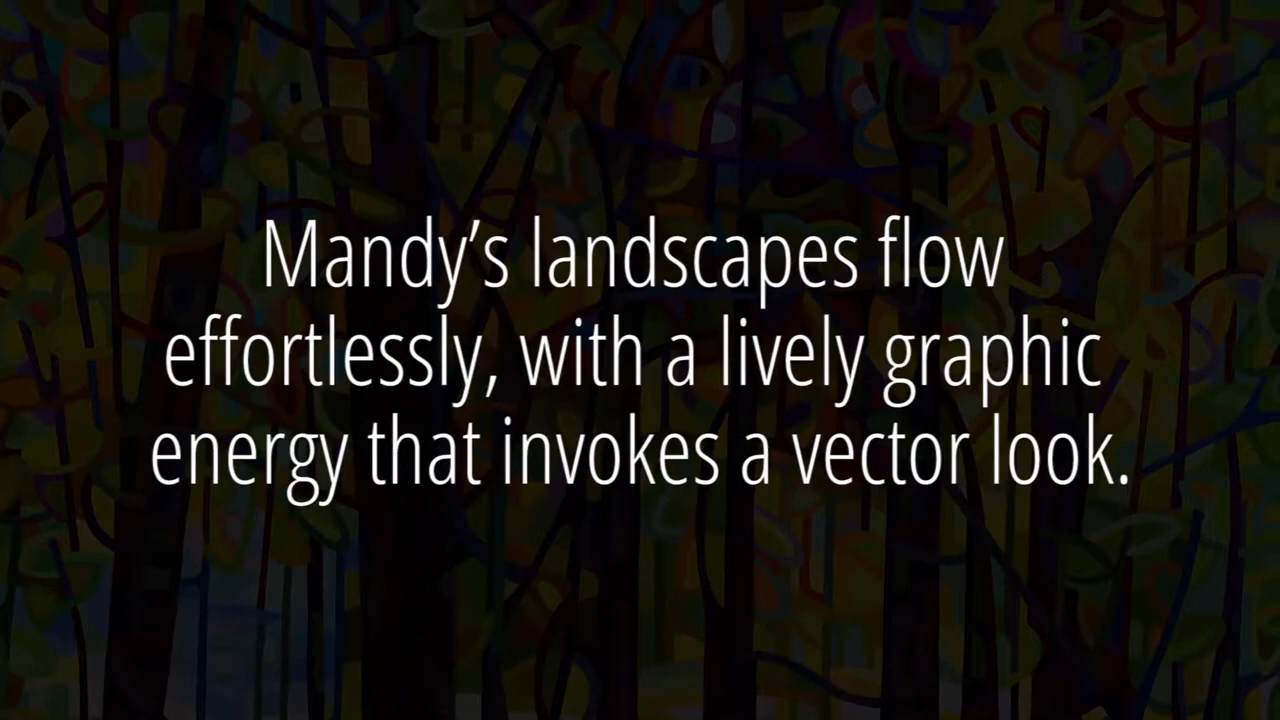 Mandy’s landscapes flow
effortlessly, with a lively graphic
energy that invokes a vector look.